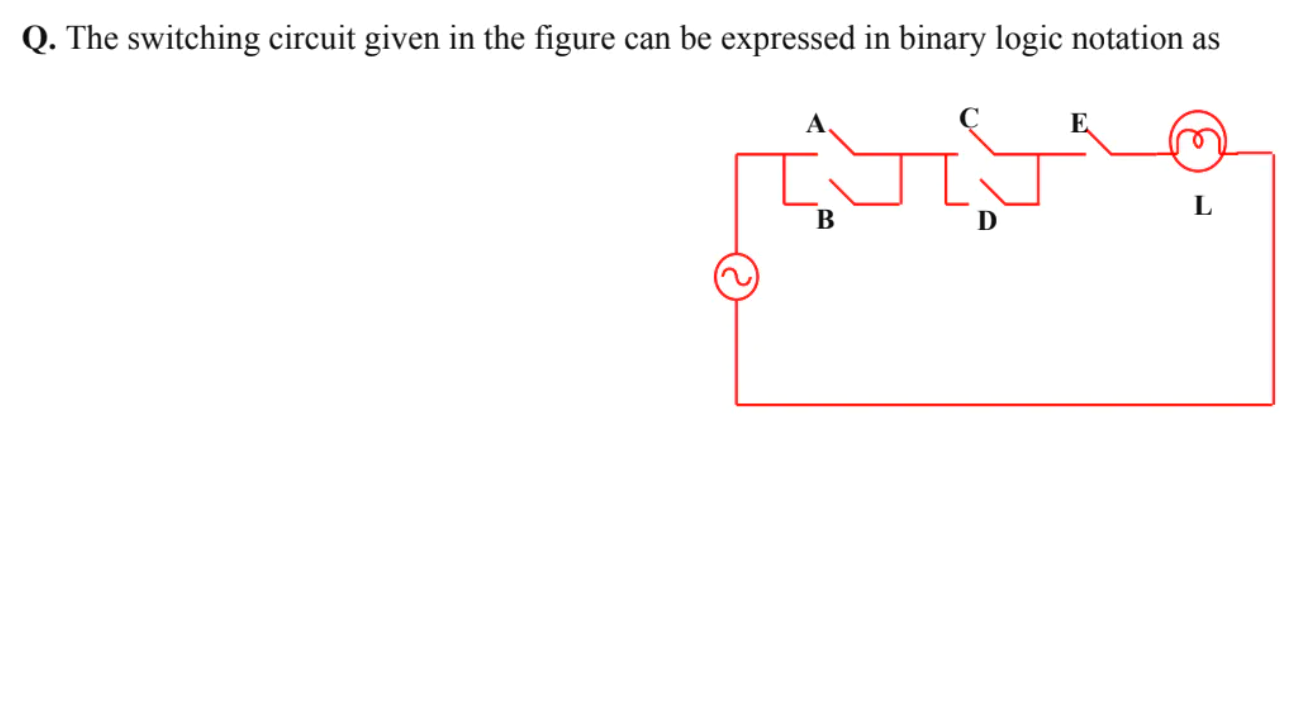 Q. The switching circuit given in the figure can be expressed in binary logic notation as
A C E
B D L